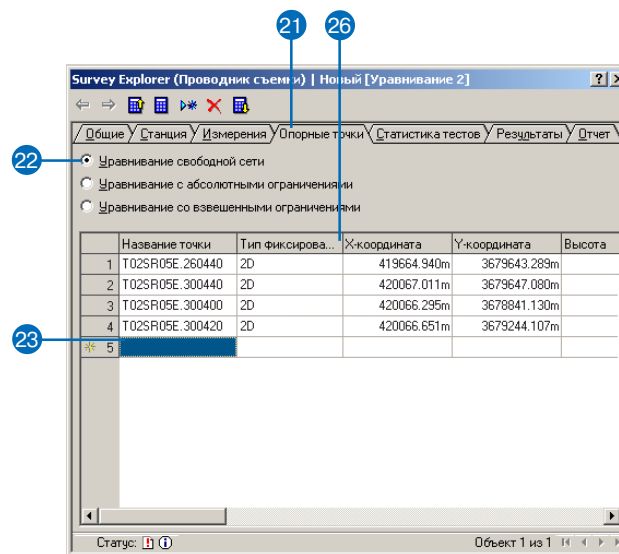 21 26
Survey Explorer (Проводник съемки) | Новый [Уравнивание 2]
Общие Станция Измерения Опорные точки Статистика тестов Результаты Отчет
22
Уравнивание свободной сети
Уравнивание с абсолютными ограничениями
Уравнивание со взвешенными ограничениями
Название точки Тип фиксирова... X-координата Y-координата Высота
1 T02SR05E.260440 2D 419664.940m 3679643.289m
2 T02SR05E.300440 2D 420067.011m 3679647.080m
3 T02SR05E.300400 2D 420066.295m 3678841.130m
4 T02SR05E.300420 2D 420066.651m 3679244.107m
23
5
Статус: Объект 1 из 1